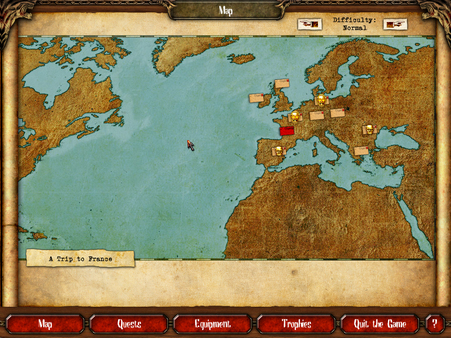 Map
Difficulty:
Normal
A Trip to France
Map
Quests
Equipment
Trophies
Quit the Game
?